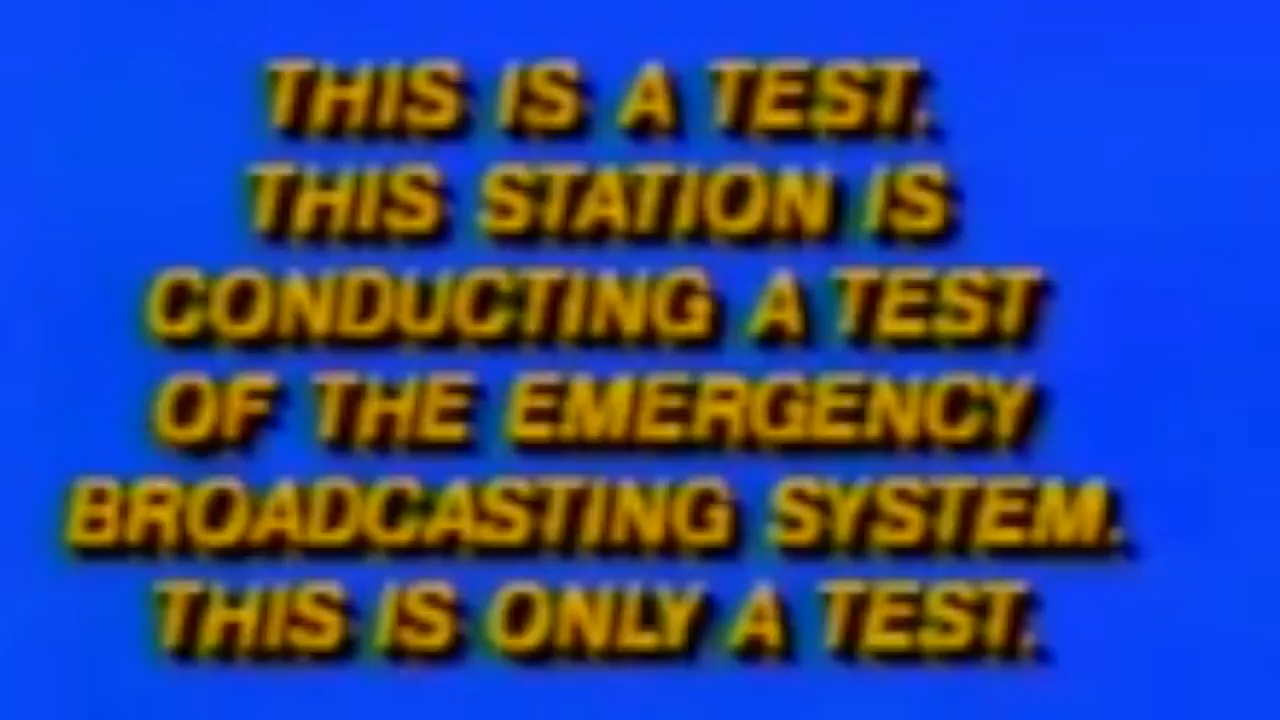 THIS IS A TEST.
THIS STATION IS
CONDUCTING A TEST
OF THE EMERGENCY
BROADCASTING SYSTEM.
THIS IS ONLY A TEST.